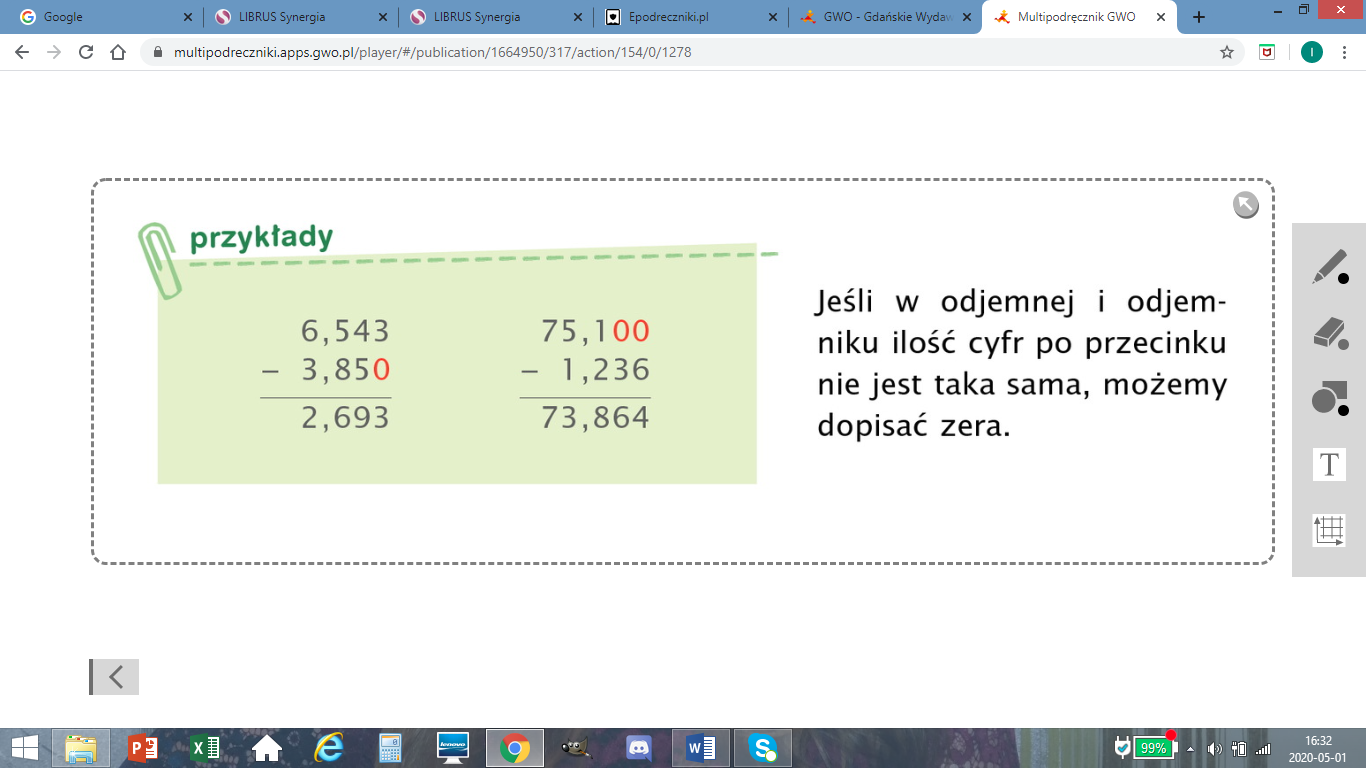 Google
LIBRUS Synergia
LIBRUS Synergia
Epodreczniki.pl
GWO - Gdańskie Wydaw
Multipodręcznik GWO
multipodreczniki.apps.gwo.pl/player/#/publication/1664950/317/action/154/0/1278
I
przykłady
6,543
− 3,850
2,693
75,100
− 1,236
73,864
Jeśli w odjemnej i odjem-
niku ilość cyfr po przecinku
nie jest taka sama, możemy
dopisać zera.
T
99%
16:32
2020-05-01